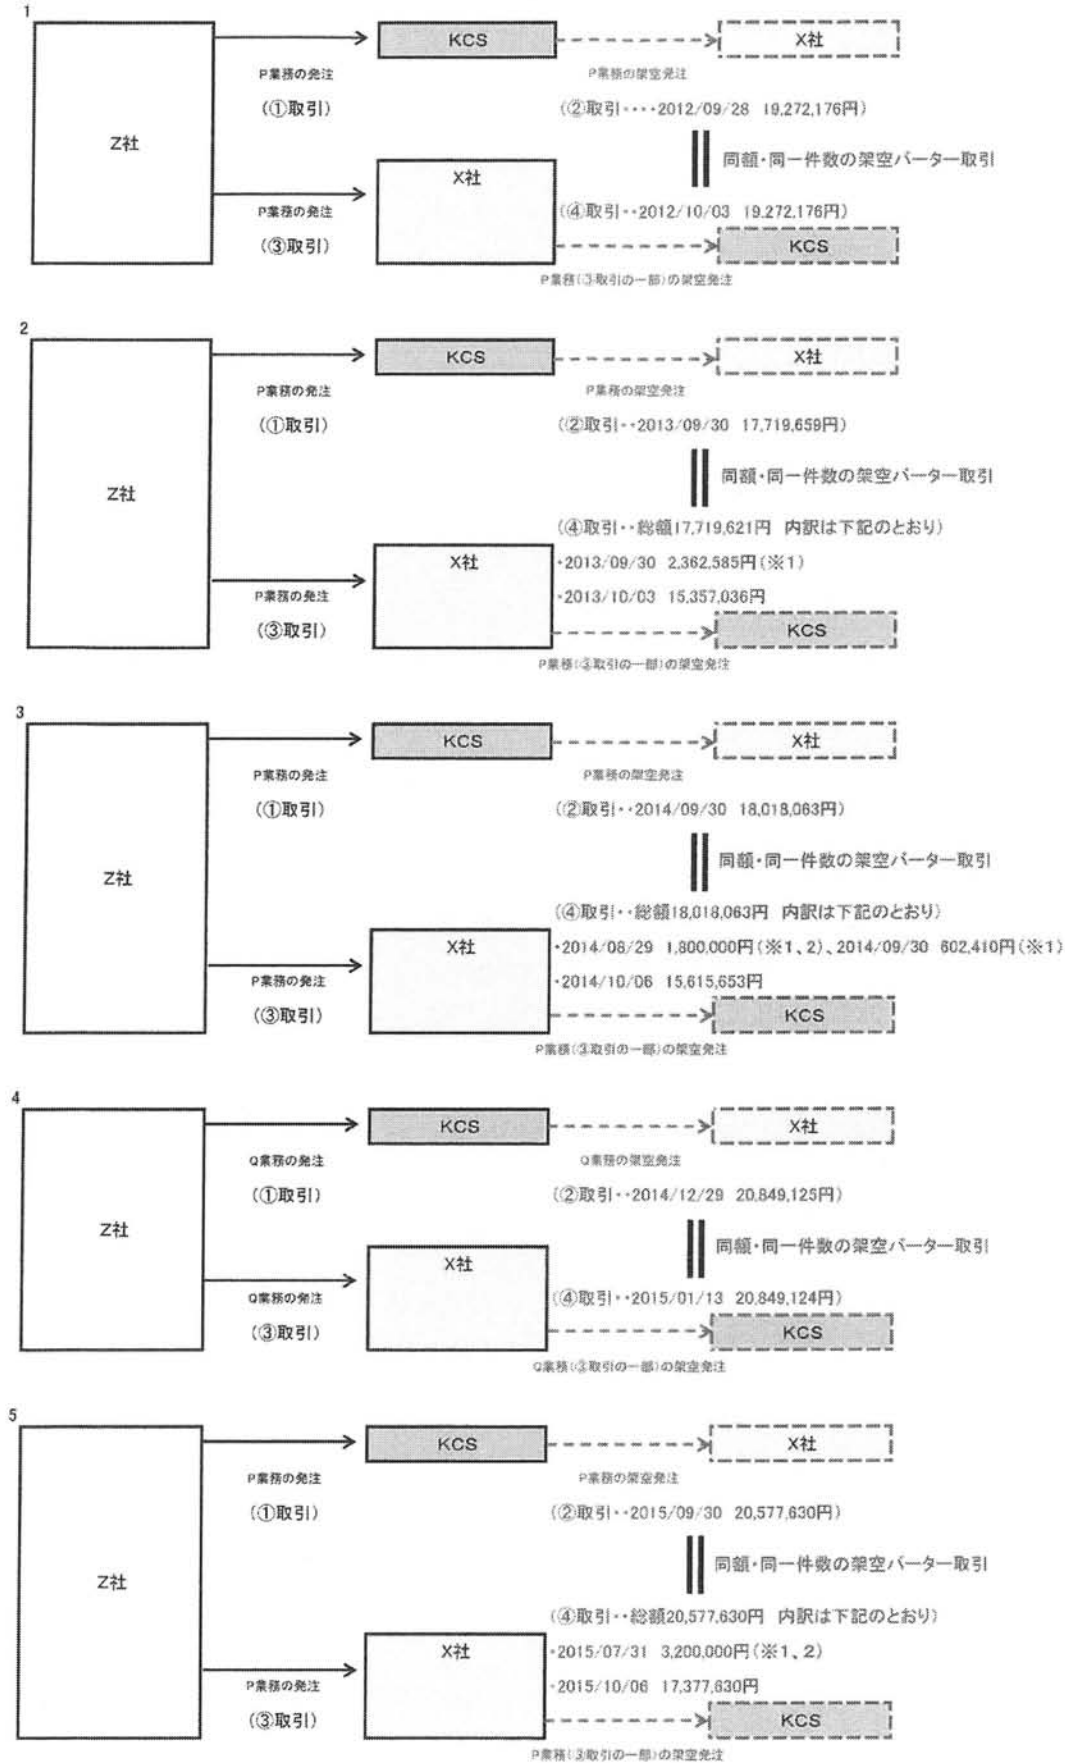 1
KCS
X社
P業務の発注
P業務の架空発注
(①取引)
(②取引‥‥2012/09/28 19,272,176円)
Z社
同額・同一件数の架空バーター取引
X社
P業務の発注
(④取引‥2012/10/03 19,272,176円)
(③取引)
KCS
P業務(③取引の一部)の架空発注
2
KCS
X社
P業務の発注
P業務の架空発注
(①取引)
(②取引‥2013/09/30 17,719,659円)
同額・同一件数の架空バーター取引
Z社
(④取引‥総額17,719,621円 内訳は下記のとおり)
X社
・2013/09/30 2,362,585円(※1)
P業務の発注
・2013/10/03 15,357,036円
(③取引)
KCS
P業務(③取引の一部)の架空発注
3
KCS
X社
P業務の発注
P業務の架空発注
(①取引)
(②取引‥2014/09/30 18,018,063円)
同額・同一件数の架空バーター取引
Z社
(④取引‥総額18,018,063円 内訳は下記のとおり)
X社
・2014/08/29 1,800,000円(※1、2)、2014/09/30 602,410円(※1)
P業務の発注
・2014/10/06 15,615,653円
(③取引)
KCS
P業務(③取引の一部)の架空発注
4
KCS
X社
Q業務の発注
Q業務の架空発注
(①取引)
(②取引‥2014/12/29 20,849,125円)
Z社
同額・同一件数の架空バーター取引
X社
Q業務の発注
(④取引‥2015/01/13 20,849,124円)
(③取引)
KCS
Q業務(③取引の一部)の架空発注
5
KCS
X社
P業務の発注
P業務の架空発注
(①取引)
(②取引‥2015/09/30 20,577,630円)
同額・同一件数の架空バーター取引
Z社
(④取引‥総額20,577,630円 内訳は下記のとおり)
X社
・2015/07/31 3,200,000円(※1、2)
P業務の発注
・2015/10/06 17,377,630円
(③取引)
KCS
P業務(③取引の一部)の架空発注